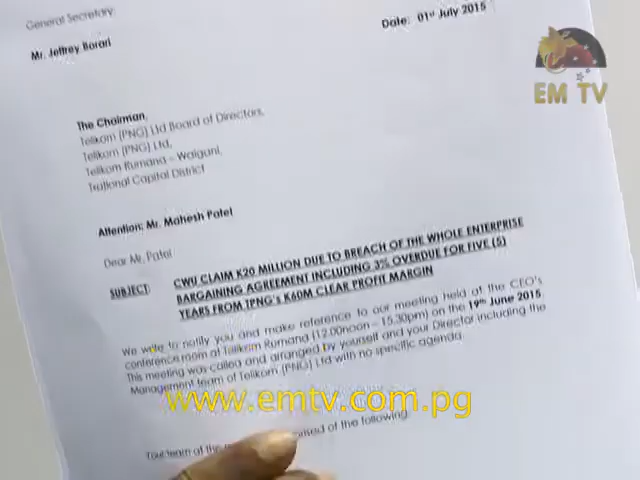 General Secretary:
Date: 01st July 2015
Mr. Jeffrey Borari
EM TV
The Chairman,
Telikom (PNG) Ltd Board of Directors,
Telikom (PNG) Ltd,
Telikom Rumana – Waigani,
National Capital District
Attention: Mr. Mahesh Patel
Dear Mr. Patel
SUBJECT: CWU CLAIM K20 MILLION DUE TO BREACH OF THE WHOLE ENTERPRISE
BARGAINING AGREEMENT INCLUDING 3% OVERDUE FOR FIVE (5)
YEARS FROM TPNG's K60M CLEAR PROFIT MARGIN
We write to notify you and make reference to our meeting held at the CEO's
conference room at Telikom Rumana (12.00noon – 15.30pm) on the 19th June 2015.
This meeting was called and arranged by yourself and your Director including the
Management team of Telikom (PNG) Ltd with no specific agenda.
www.emtv.com.pg
team of the
of the following